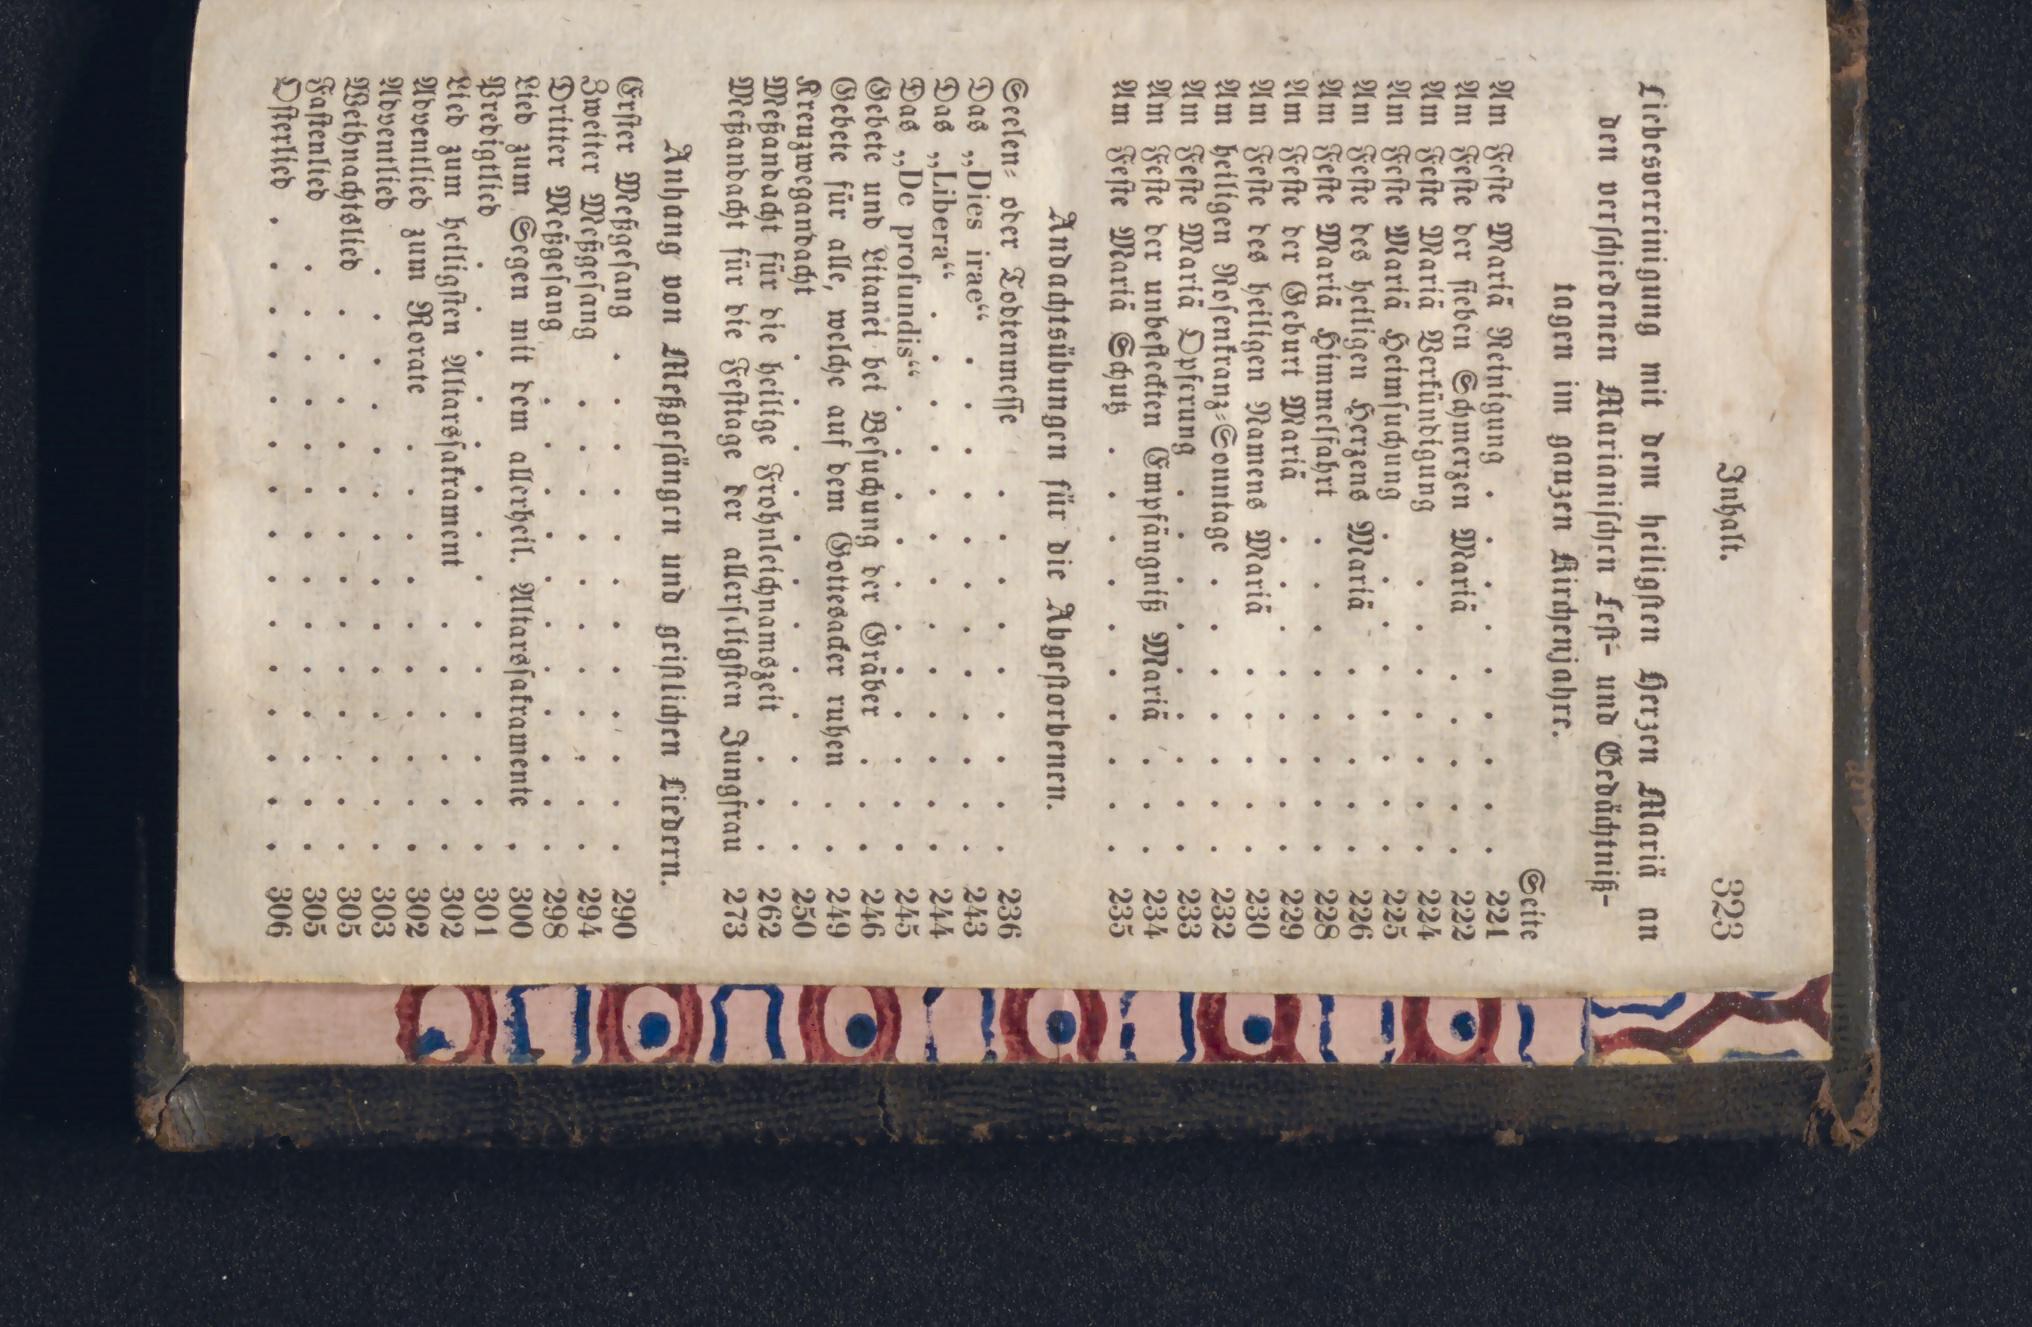 Inhalt. 323
Liebesvereinigung mit dem heiligsten Herzen Mariä an
den verschiedenen Marianischen Fest- und Gedächtniß-
tagen im ganzen Kirchenjahre.
Seite
Am Feste Mariä Reinigung . . . . . . . . . 221
Am Feste der sieben Schmerzen Mariä . . . . . 222
Am Feste Mariä Verkündigung . . . . . . . 224
Am Feste Mariä Heimsuchung . . . . . . . . 225
Am Feste des heiligen Herzens Mariä . . . . . 226
Am Feste Mariä Himmelfahrt . . . . . . . . 228
Am Feste der Geburt Mariä . . . . . . . . 229
Am Feste des heiligen Namens Mariä . . . . . 230
Am heiligen Rosenkranz-Sonntage . . . . . . . 232
Am Feste Mariä Opferung . . . . . . . . . 233
Am Feste der unbefleckten Empfängniß Mariä . . . 234
Am Feste Mariä Schutz . . . . . . . . . . 235
Andachtsübungen für die Abgestorbenen.
Seelen- oder Todtenmesse . . . . . . . . . 236
Das „Dies irae“ . . . . . . . . . . . . 243
Das „Libera“ . . . . . . . . . . . . . 244
Das „De profundis“ . . . . . . . . . . . 245
Gebete und Litanei bei Besuchung der Gräber . . . 246
Gebete für alle, welche auf dem Gottesacker ruhen . . 249
Kreuzwegandacht . . . . . . . . . . . . 250
Meßandacht für die heilige Frohnleichnamszeit . . . 262
Meßandacht für die Festtage der allerseligsten Jungfrau 273
Anhang von Meßgesängen und geistlichen Liedern.
Erster Meßgesang . . . . . . . . . . . . 290
Zweiter Meßgesang . . . . . . . . . . . 294
Dritter Meßgesang . . . . . . . . . . . 298
Lied zum Segen mit dem allerheil. Altarssakramente . 300
Predigtlied . . . . . . . . . . . . . . 301
Lied zum heiligsten Altarssakrament . . . . . . 302
Adventlied zum Rorate . . . . . . . . . . 302
Adventlied . . . . . . . . . . . . . . 303
Weihnachtslied . . . . . . . . . . . . . 305
Fastenlied . . . . . . . . . . . . . . 305
Osterlied . . . . . . . . . . . . . . . 306